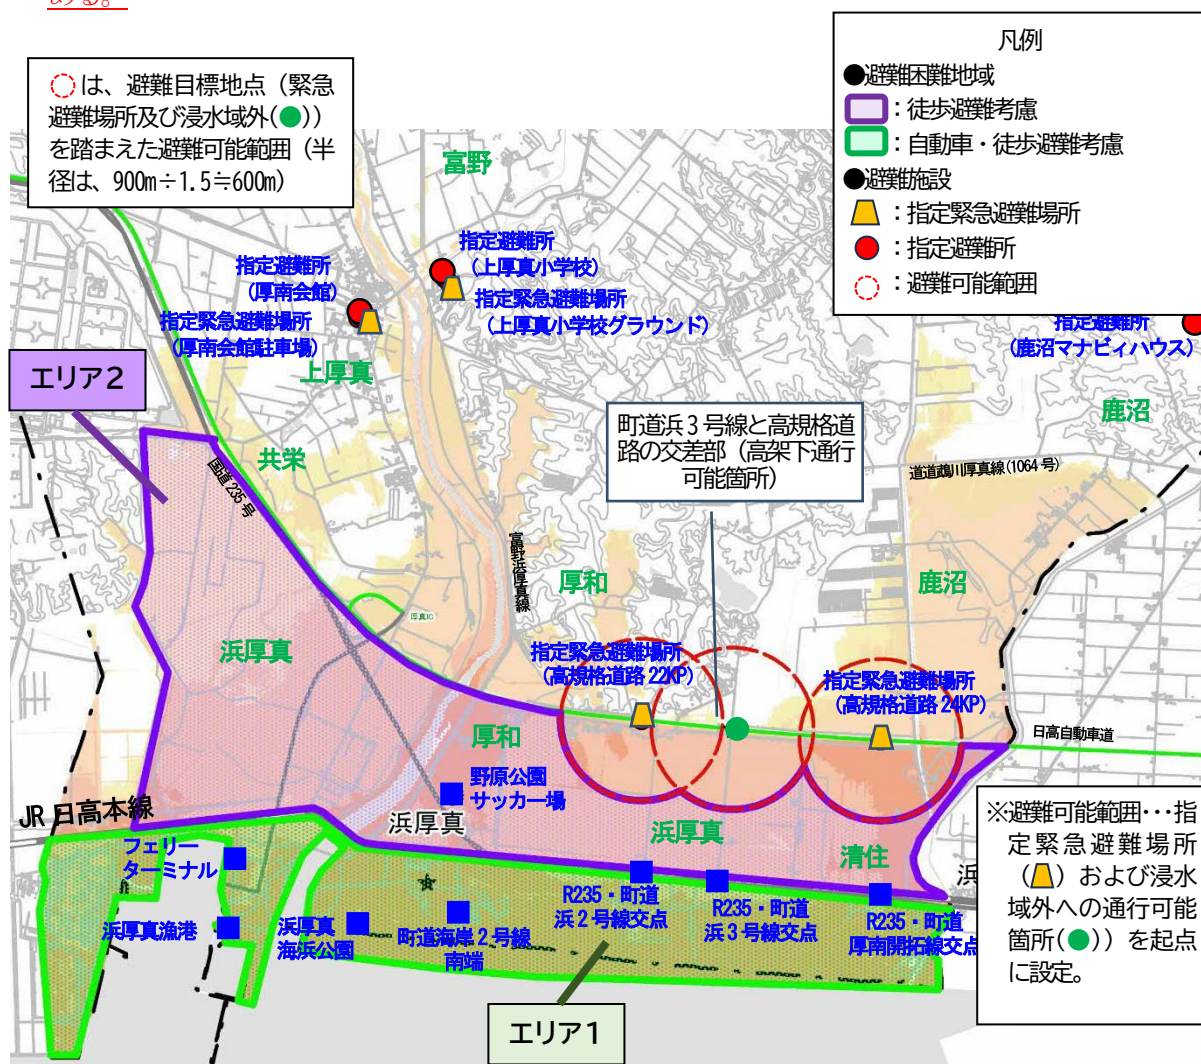 める。
凡例
●避難困難地域
：徒歩避難考慮
：自動車・徒歩避難考慮
●避難施設
：指定緊急避難場所
：指定避難所
：避難可能範囲
は、避難目標地点（緊急
避難場所及び浸水域外(●)）
を踏まえた避難可能範囲（半
径は、900m÷1.5≒600m）
富野
指定避難所
（上厚真小学校）
指定緊急避難場所
（上厚真小学校グラウンド）
指定避難所
（厚南会館）
指定緊急避難場所
（厚南会館駐車場）
指定避難所
（鹿沼マナビィハウス）
上厚真
エリア2
鹿沼
町道浜３号線と高規格道
路の交差部（高架下通行
可能箇所）
共栄
国道235号
道道鵡川厚真線(1064号)
富野浜厚真線
厚和
鹿沼
厚真IC
浜厚真
指定緊急避難場所
（高規格道路22KP）
指定緊急避難場所
（高規格道路24KP）
日高自動車道
厚和
野原公園
サッカー場
浜厚真
浜厚真
清住
JR日高本線
フェリー
ターミナル
浜厚真漁港
浜厚真
海浜公園
町道海岸２号線
南端
R235・町道
浜２号線交点
R235・町道
浜３号線交点
R235・町道
厚南開拓線交点
浜
※避難可能範囲・・・指
定緊急避難場所
（）および浸水
域外への通行可能
箇所(●)）を起点
に設定。
エリア1